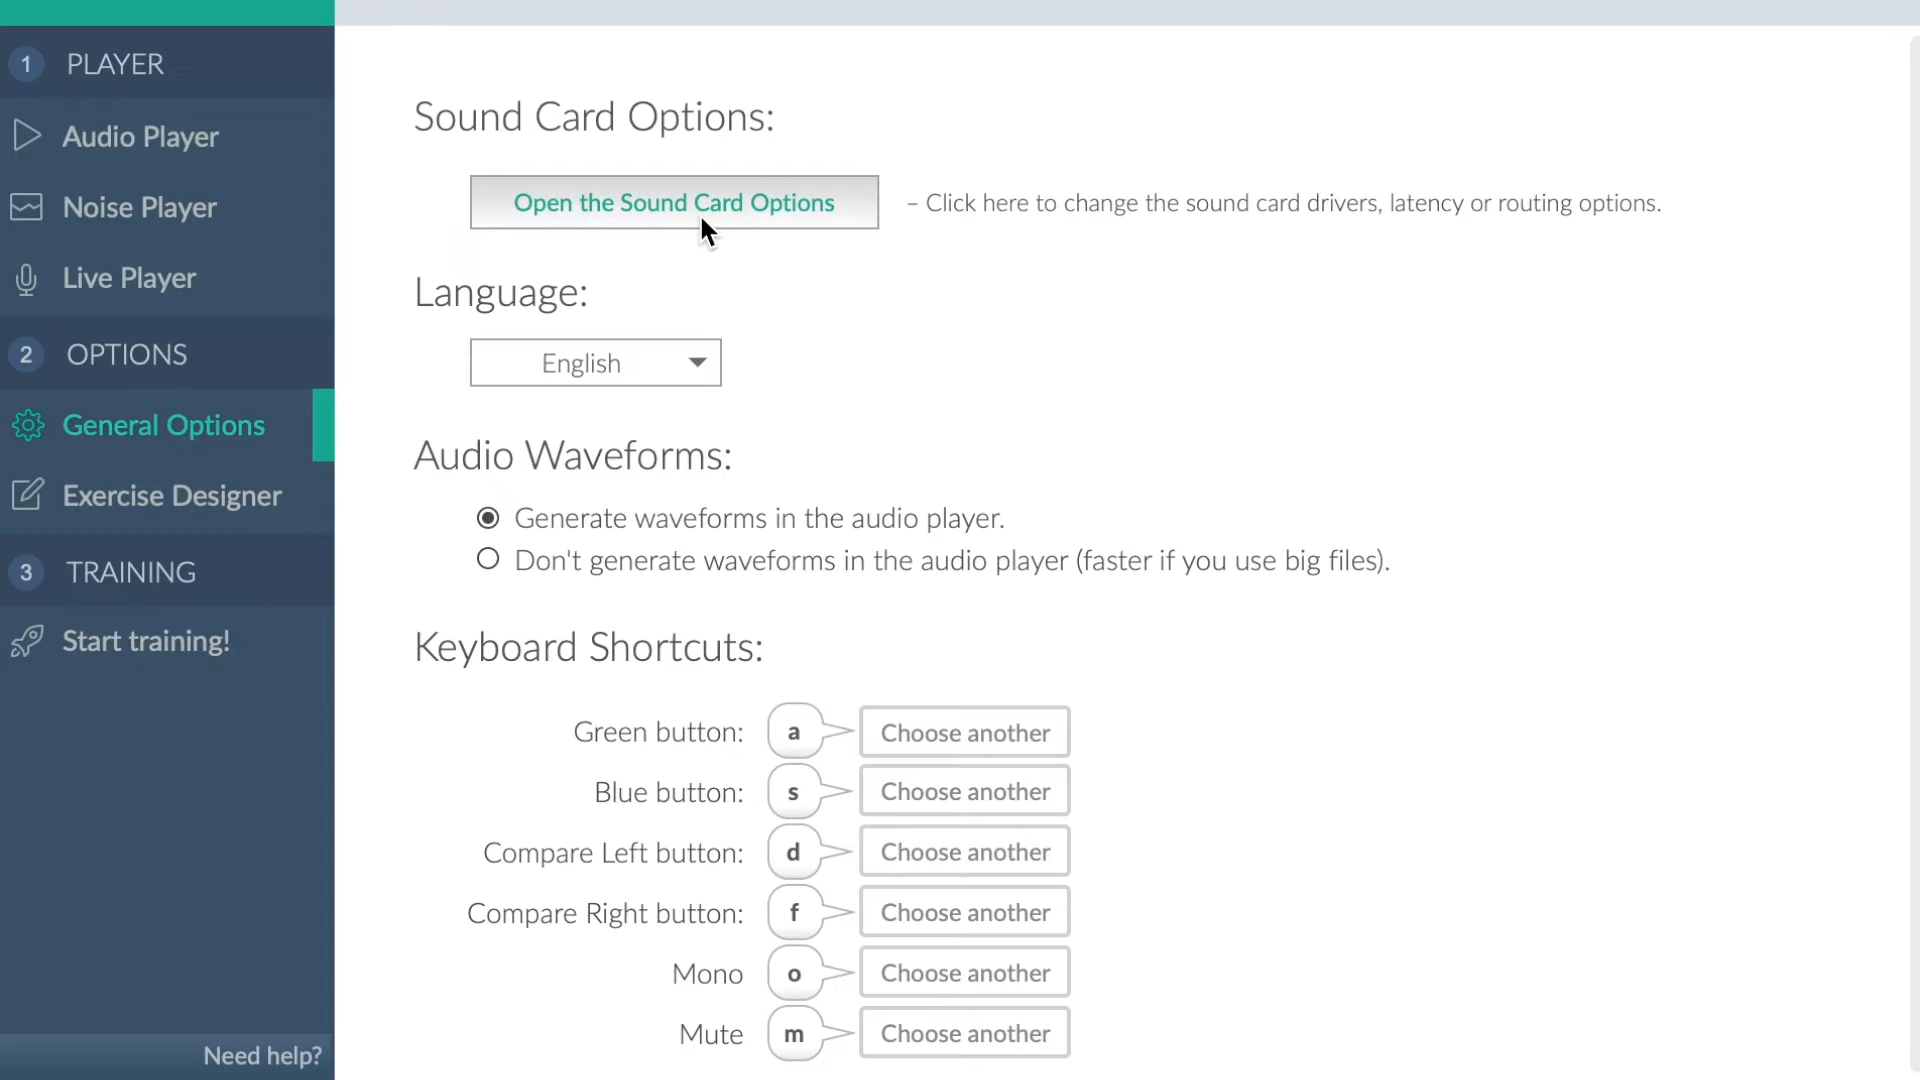 1 PLAYER
Audio Player
Noise Player
Live Player
2 OPTIONS
General Options
Exercise Designer
3 TRAINING
Start training!
Need help?
Sound Card Options:
Open the Sound Card Options – Click here to change the sound card drivers, latency or routing options.
Language:
English
Audio Waveforms:
Generate waveforms in the audio player.
Don't generate waveforms in the audio player (faster if you use big files).
Keyboard Shortcuts:
Green button: a Choose another
Blue button: s Choose another
Compare Left button: d Choose another
Compare Right button: f Choose another
Mono o Choose another
Mute m Choose another